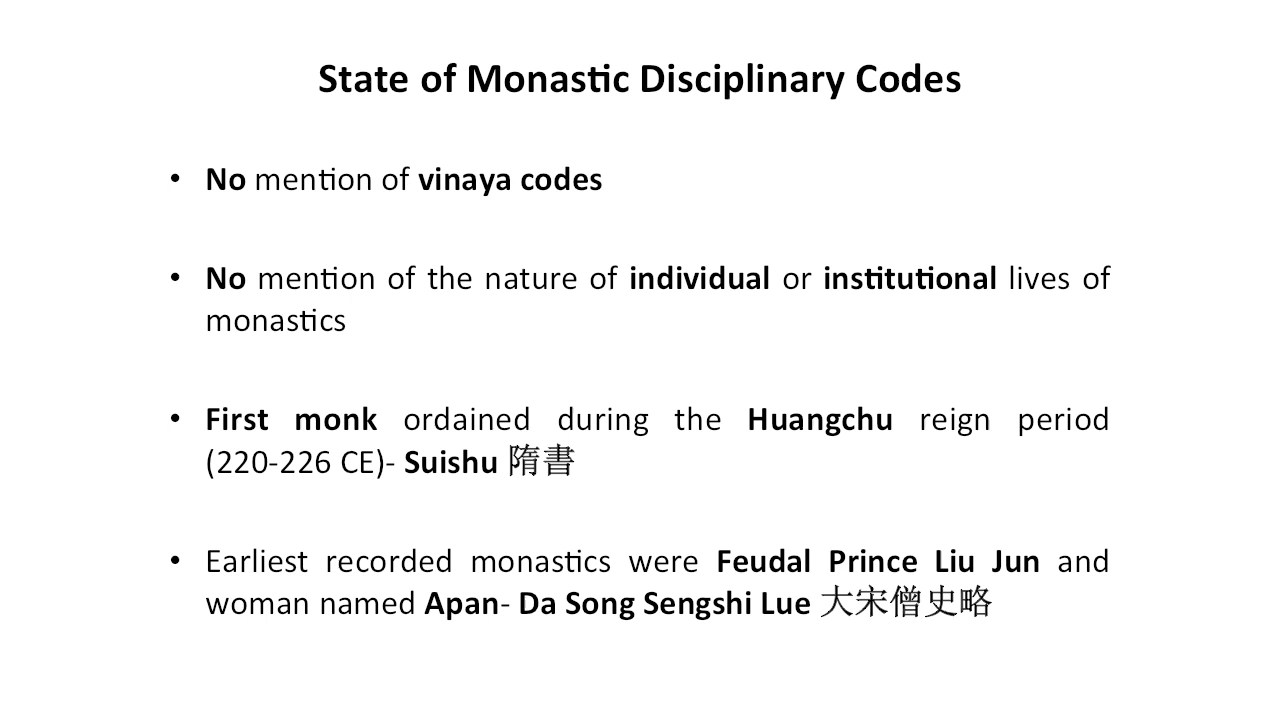 State of Monastic Disciplinary Codes
• No mention of vinaya codes
• No mention of the nature of individual or institutional lives of
monastics
• First monk ordained during the Huangchu reign period
(220-226 CE)- Suishu 隋書
• Earliest recorded monastics were Feudal Prince Liu Jun and
woman named Apan- Da Song Sengshi Lue 大宋僧史略